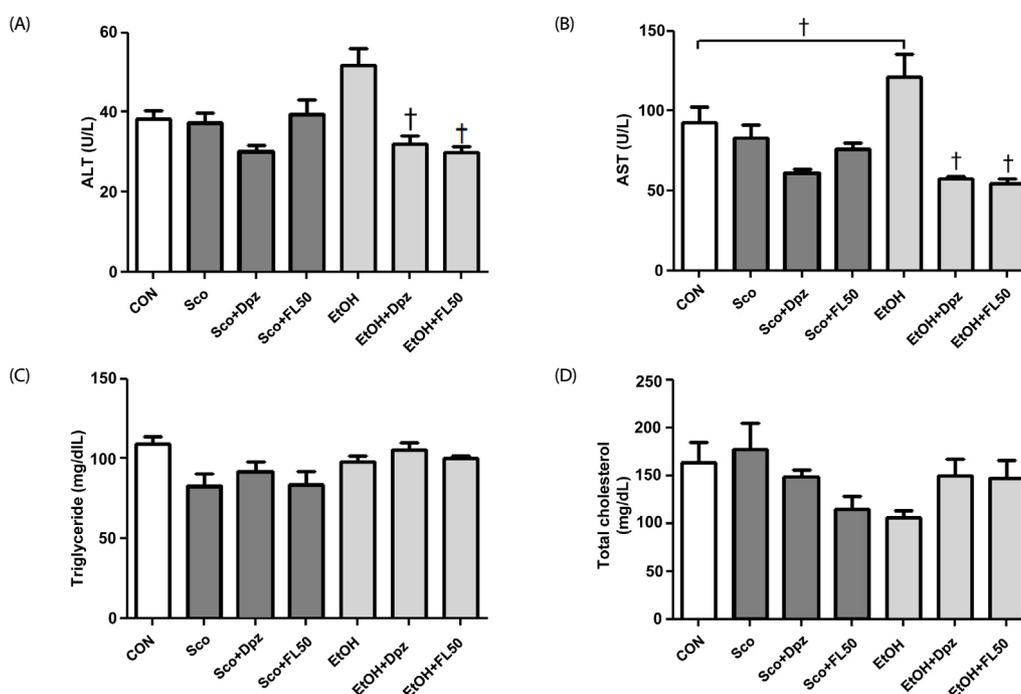 (A)
60
40
20
0
ALT (U/L)
†
†
CON
Sco
Sco+Dpz
Sco+FL50
EtOH
EtOH+Dpz
EtOH+FL50
(B)
150
100
50
0
AST (U/L)
†
†
†
CON
Sco
Sco+Dpz
Sco+FL50
EtOH
EtOH+Dpz
EtOH+FL50
(C)
150
100
50
0
Triglyceride (mg/dlL)
CON
Sco
Sco+Dpz
Sco+FL50
EtOH
EtOH+Dpz
EtOH+FL50
(D)
250
200
150
100
50
0
Total cholesterol
(mg/dL)
CON
Sco
Sco+Dpz
Sco+FL50
EtOH
EtOH+Dpz
EtOH+FL50